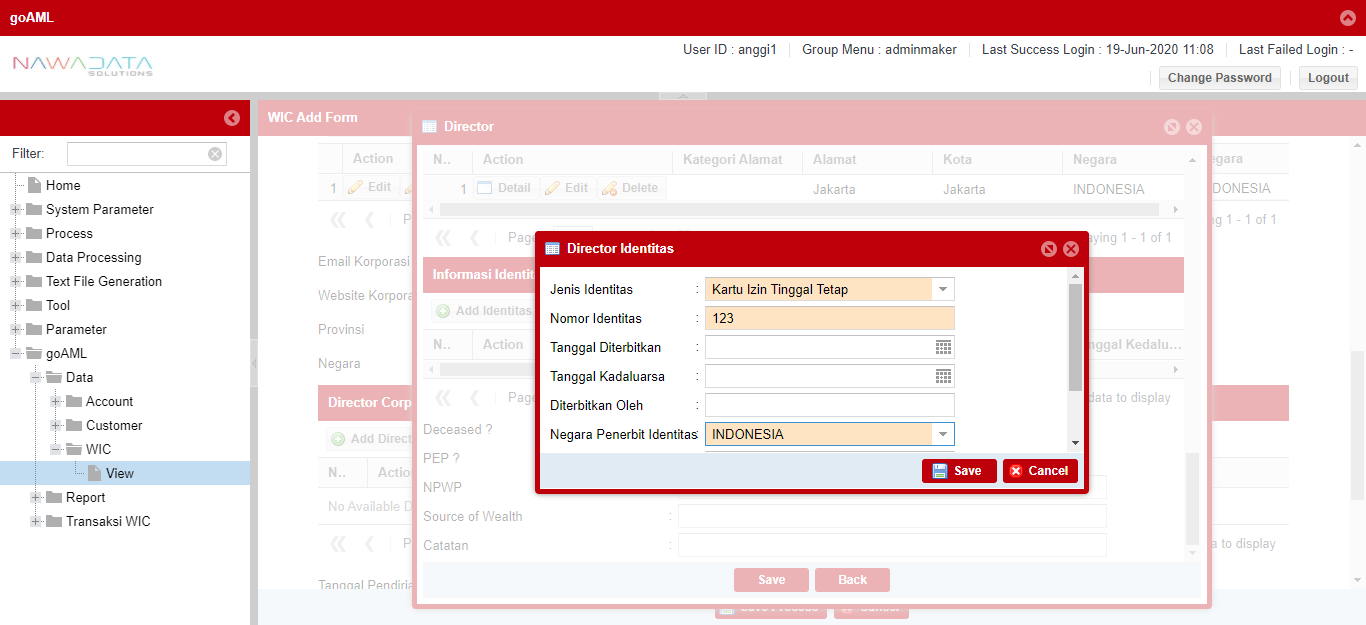 goAML
NAWADATA
SOLUTIONS
User ID : anggi1
Group Menu : adminmaker
Last Success Login : 19-Jun-2020 11:08
Last Failed Login : -
Change Password
Logout
Filter:
Home
System Parameter
Process
Data Processing
Text File Generation
Tool
Parameter
goAML
Data
Account
Customer
WIC
View
Report
Transaksi WIC
WIC Add Form
Action
1 Edit
Email Korporasi
Website Korpora
Provinsi
Negara
Director Corp
Add Direct
N.. Actio
No Available D
Tanggal Pendiria
egara
INDONESIA
ng 1 - 1 of 1
a to display
Save Process
Cancel
Director
N.. Action Kategori Alamat Alamat Kota Negara
1 Detail Edit Delete Jakarta Jakarta INDONESIA
Page
aying 1 - 1 of 1
Informasi Identit
Add Identitas
N.. Action
nggal Kedalu...
Page
data to display
Deceased ?
PEP ?
NPWP
Source of Wealth :
Catatan :
Save
Back
Director Identitas
Jenis Identitas : Kartu Izin Tinggal Tetap
Nomor Identitas : 123
Tanggal Diterbitkan :
Tanggal Kadaluarsa :
Diterbitkan Oleh :
Negara Penerbit Identitas: INDONESIA
Save
Cancel